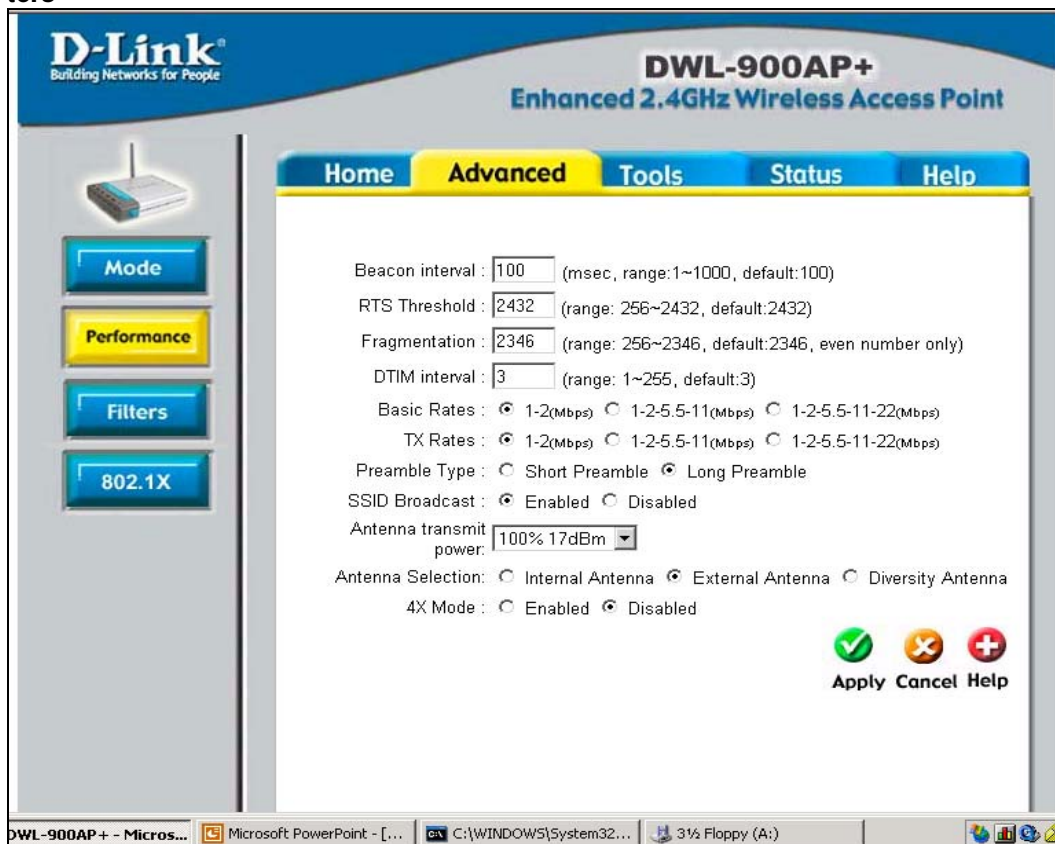 D-Link
Building Networks for People
DWL-900AP+
Enhanced 2.4GHz Wireless Access Point
Home Advanced Tools Status Help
Mode
Performance
Filters
802.1X
Beacon interval : 100 (msec, range:1~1000, default:100)
RTS Threshold : 2432 (range: 256~2432, default:2432)
Fragmentation : 2346 (range: 256~2346, default:2346, even number only)
DTIM interval : 3 (range: 1~255, default:3)
Basic Rates : 1-2(Mbps) 1-2-5.5-11(Mbps) 1-2-5.5-11-22(Mbps)
TX Rates : 1-2(Mbps) 1-2-5.5-11(Mbps) 1-2-5.5-11-22(Mbps)
Preamble Type : Short Preamble Long Preamble
SSID Broadcast : Enabled Disabled
Antenna transmit
power: 100% 17dBm
Antenna Selection: Internal Antenna External Antenna Diversity Antenna
4X Mode : Enabled Disabled
Apply Cancel Help
DWL-900AP+ - Micros... Microsoft PowerPoint - [... C:\WINDOWS\System32... 3½ Floppy (A:)